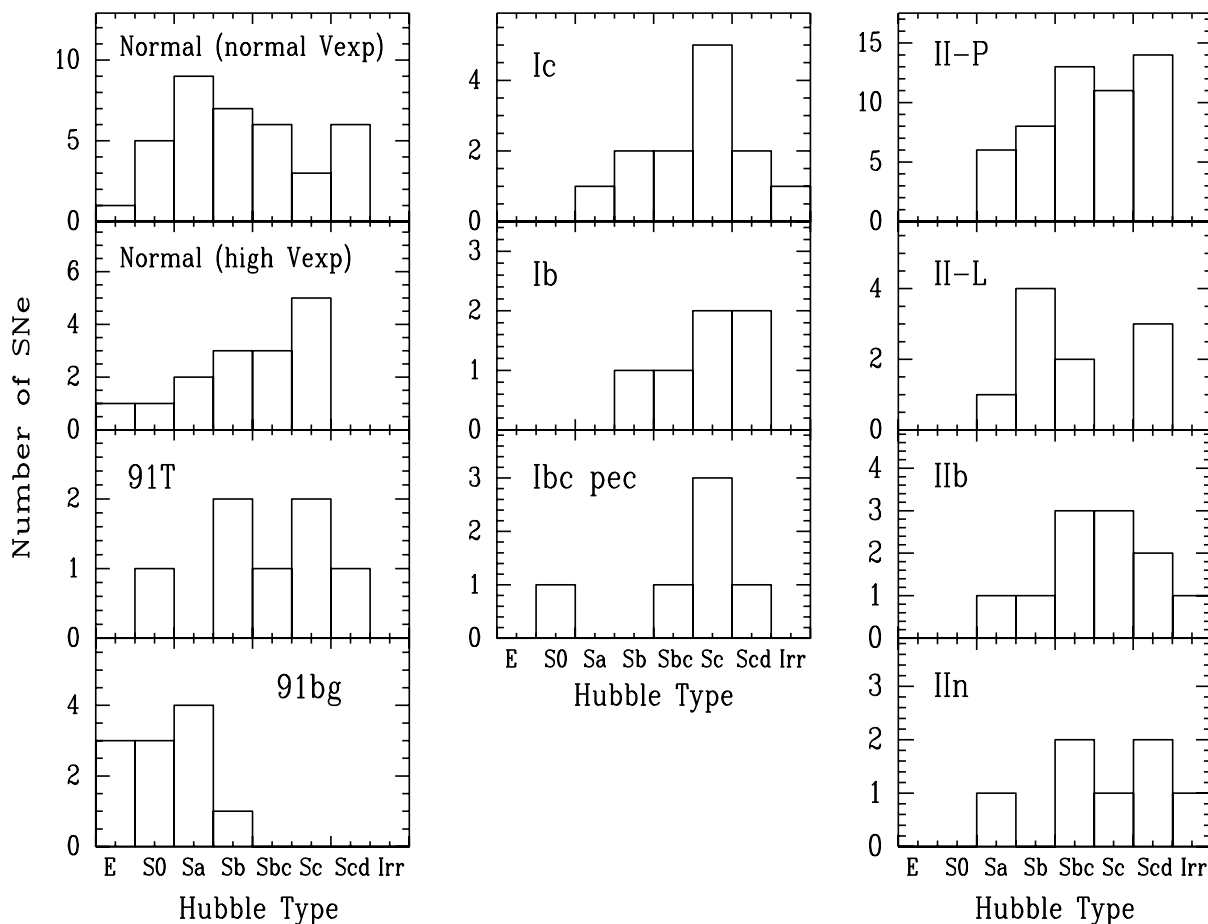 Number of SNe
Normal (normal Vexp)
10
5
0
Normal (high Vexp)
6
4
2
0
91T
2
1
0
91bg
4
2
0
E S0 Sa Sb Sbc Sc Scd Irr
Hubble Type
Ic
4
2
0
Ib
3
2
1
0
Ibc pec
3
2
1
0
E S0 Sa Sb Sbc Sc Scd Irr
Hubble Type
II-P
15
10
5
0
II-L
4
2
0
IIb
4
3
2
1
0
IIn
3
2
1
0
E S0 Sa Sb Sbc Sc Scd Irr
Hubble Type